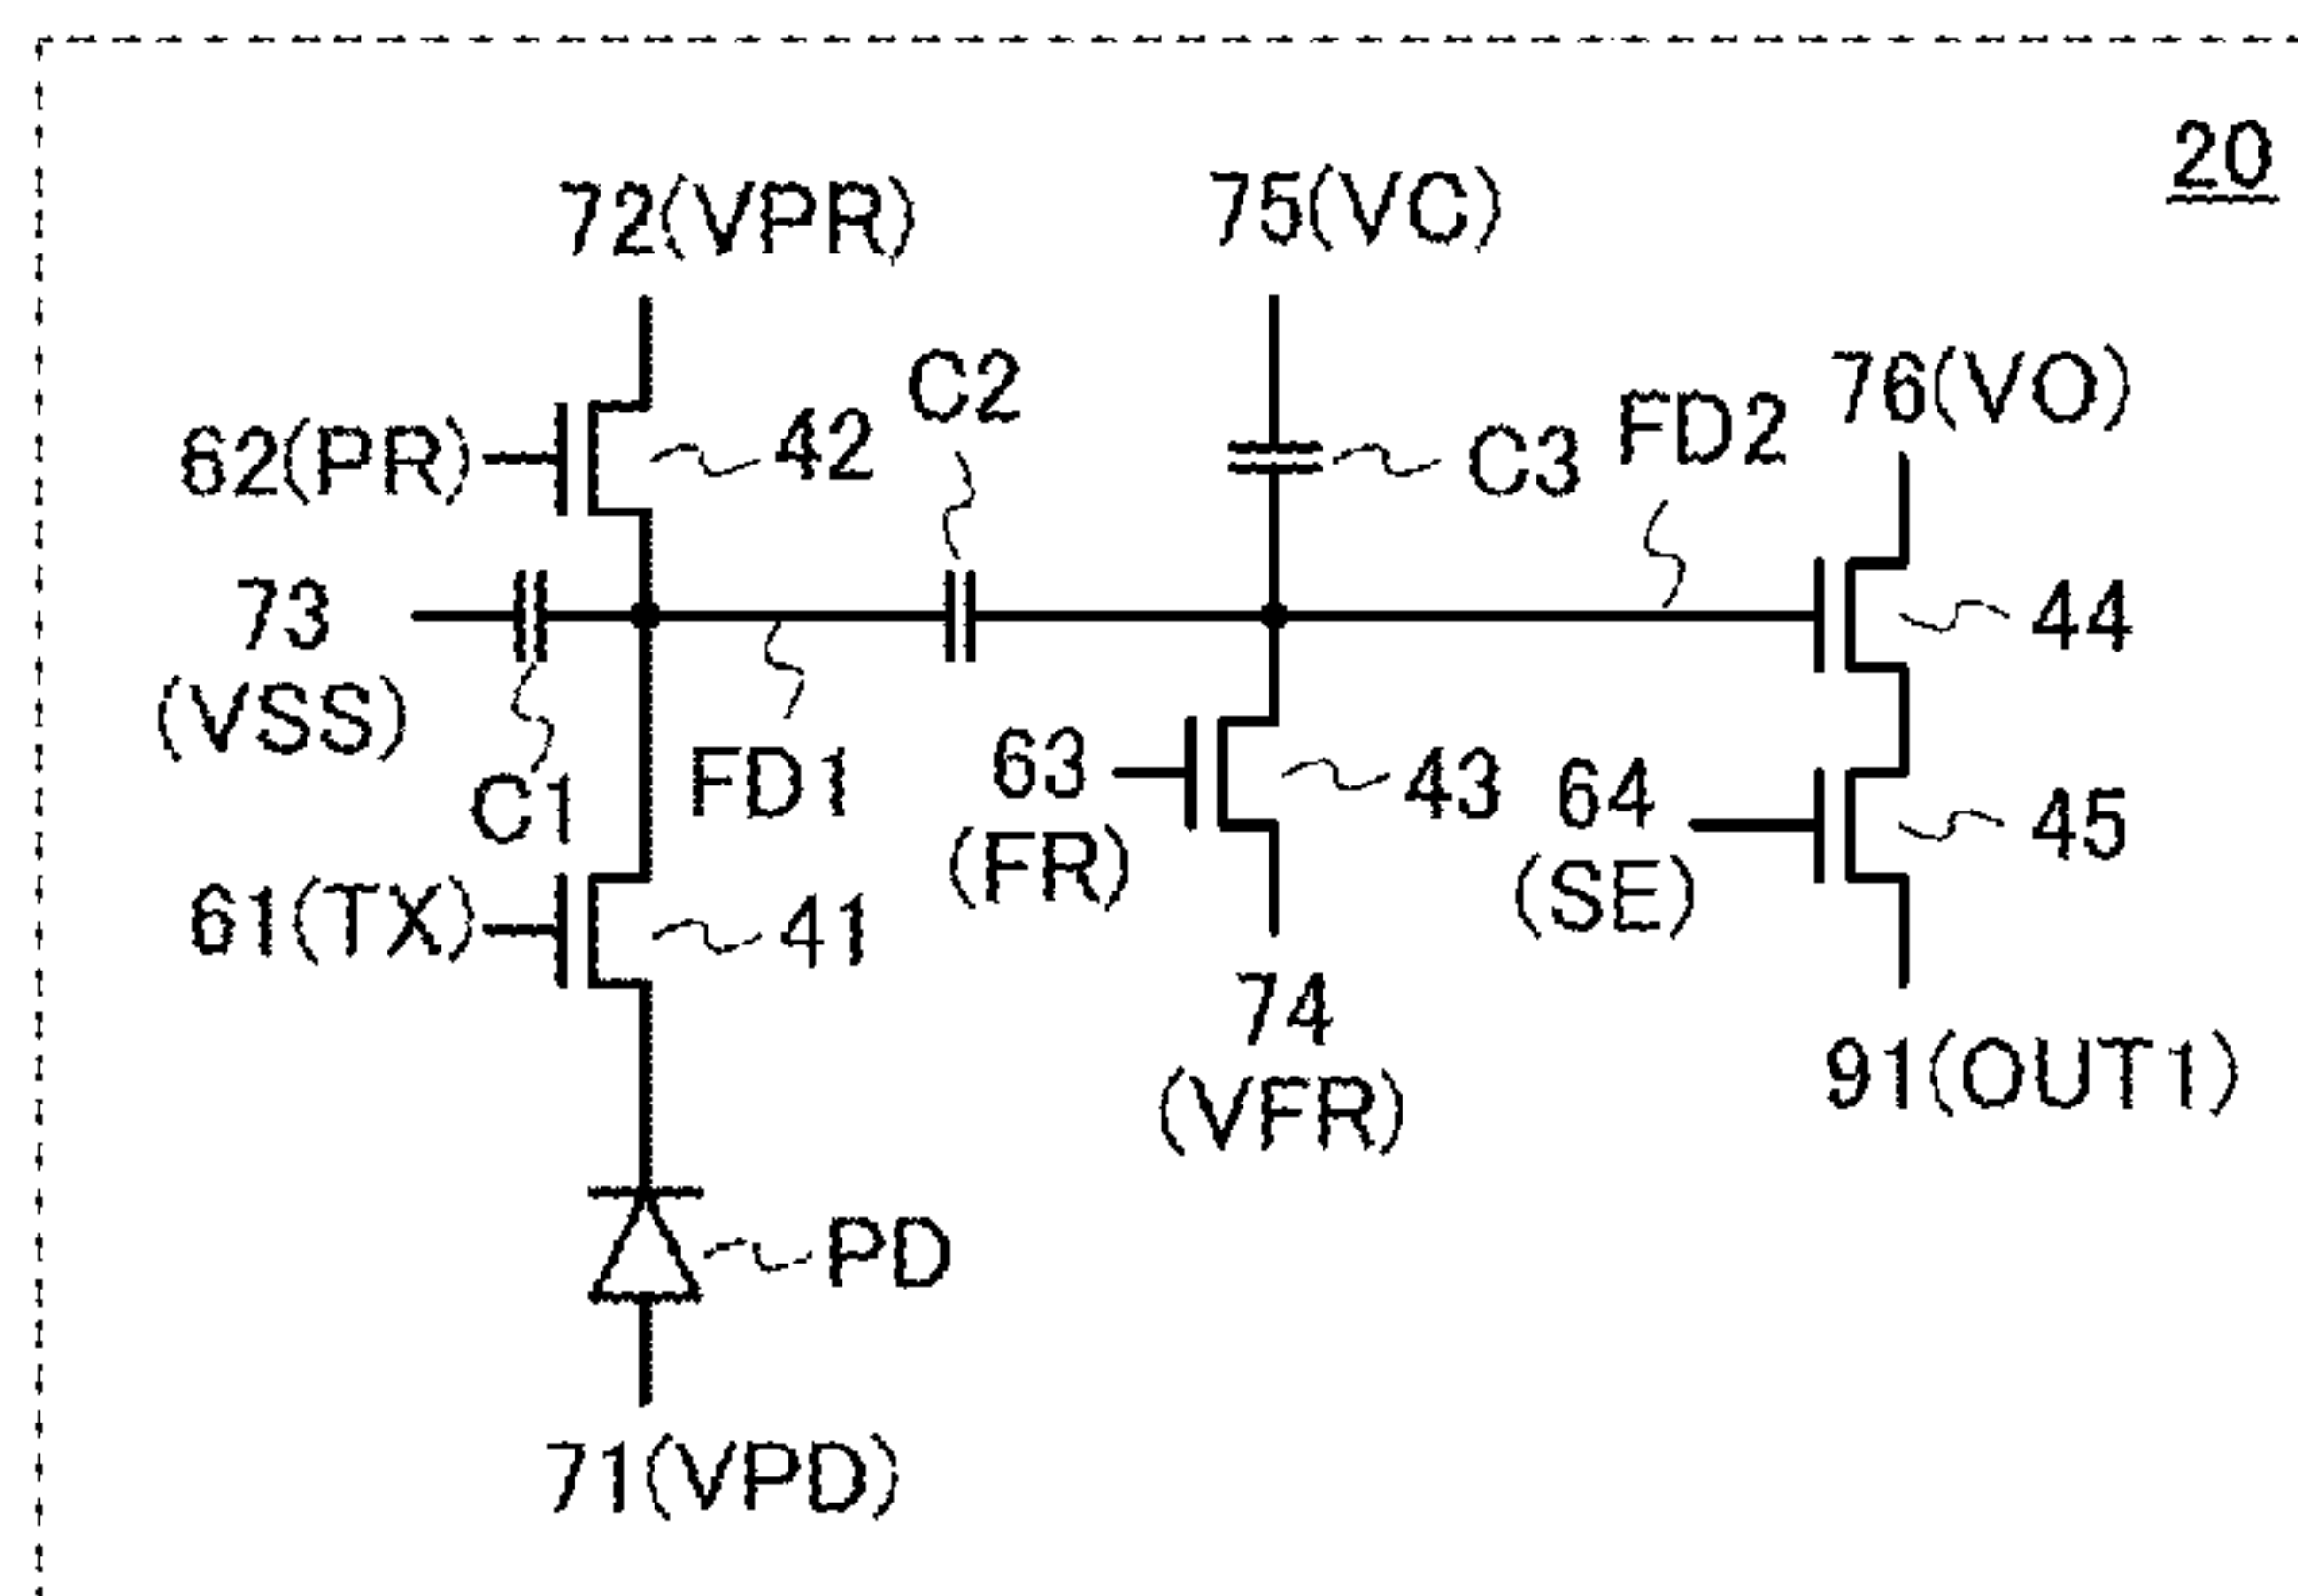 20
72(VPR)
75(VC)
C2
76(VO)
FD2
62(PR)
42
C3
73
(VSS)
44
C1
FD1
63
(FR)
43
64
(SE)
45
61(TX)
41
74
(VFR)
91(OUT1)
PD
71(VPD)